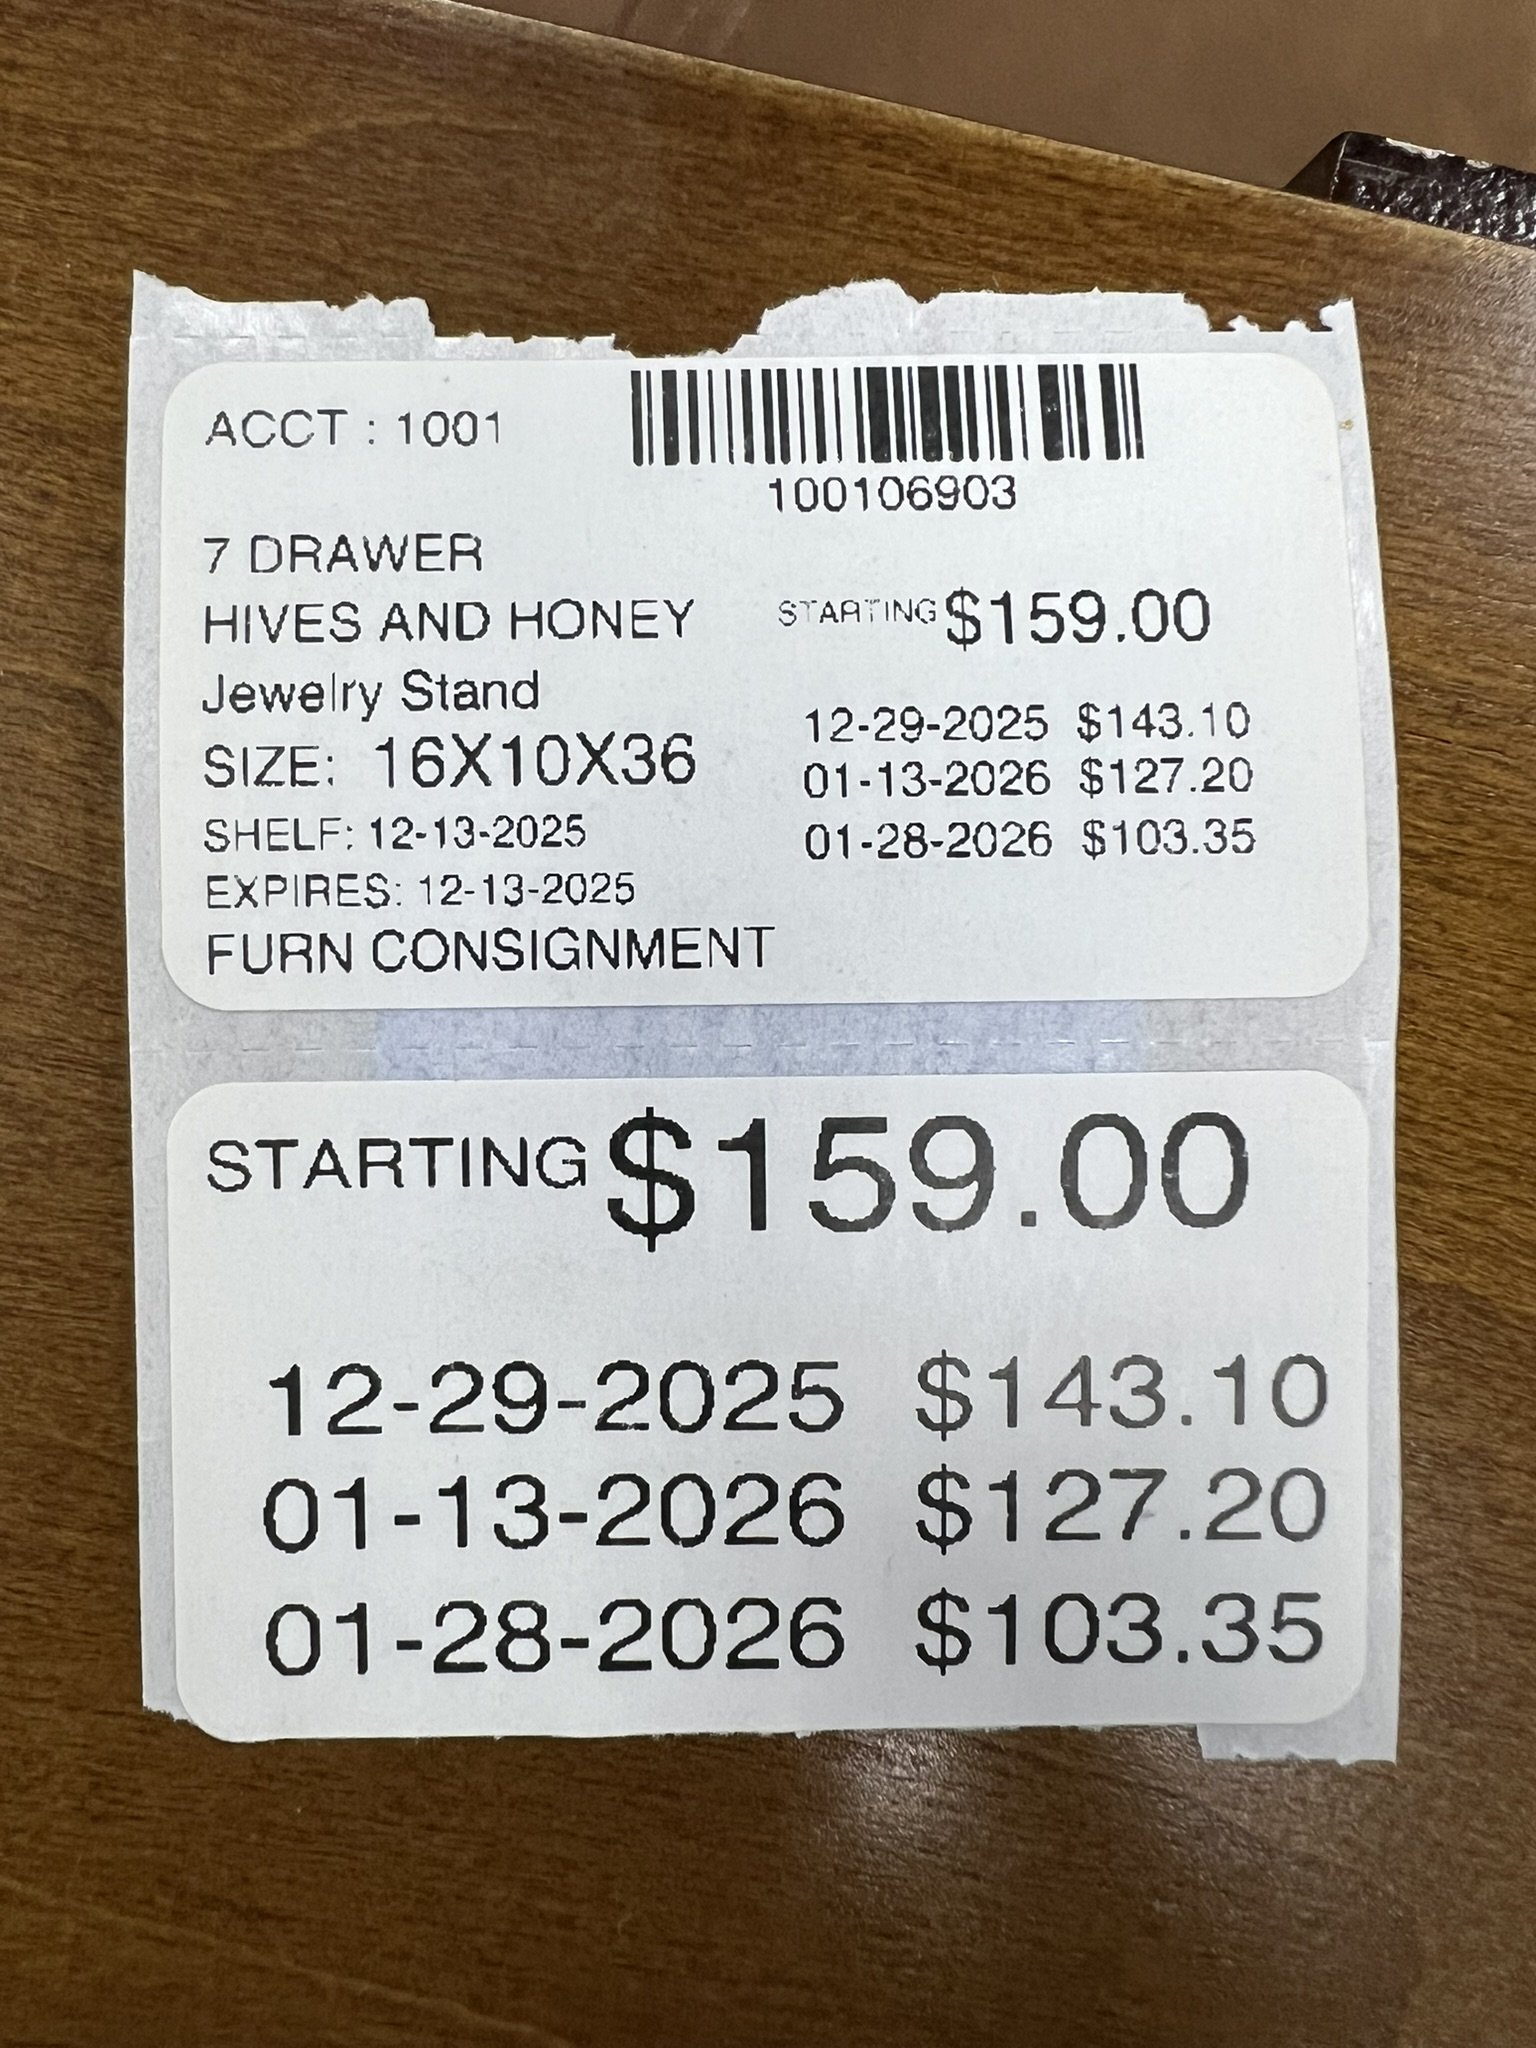 ACCT : 1001
100106903
7 DRAWER
HIVES AND HONEY
Jewelry Stand
SIZE: 16X10X36
SHELF: 12-13-2025
EXPIRES: 12-13-2025
FURN CONSIGNMENT
STARTING $159.00
12-29-2025 $143.10
01-13-2026 $127.20
01-28-2026 $103.35
STARTING $159.00
12-29-2025 $143.10
01-13-2026 $127.20
01-28-2026 $103.35